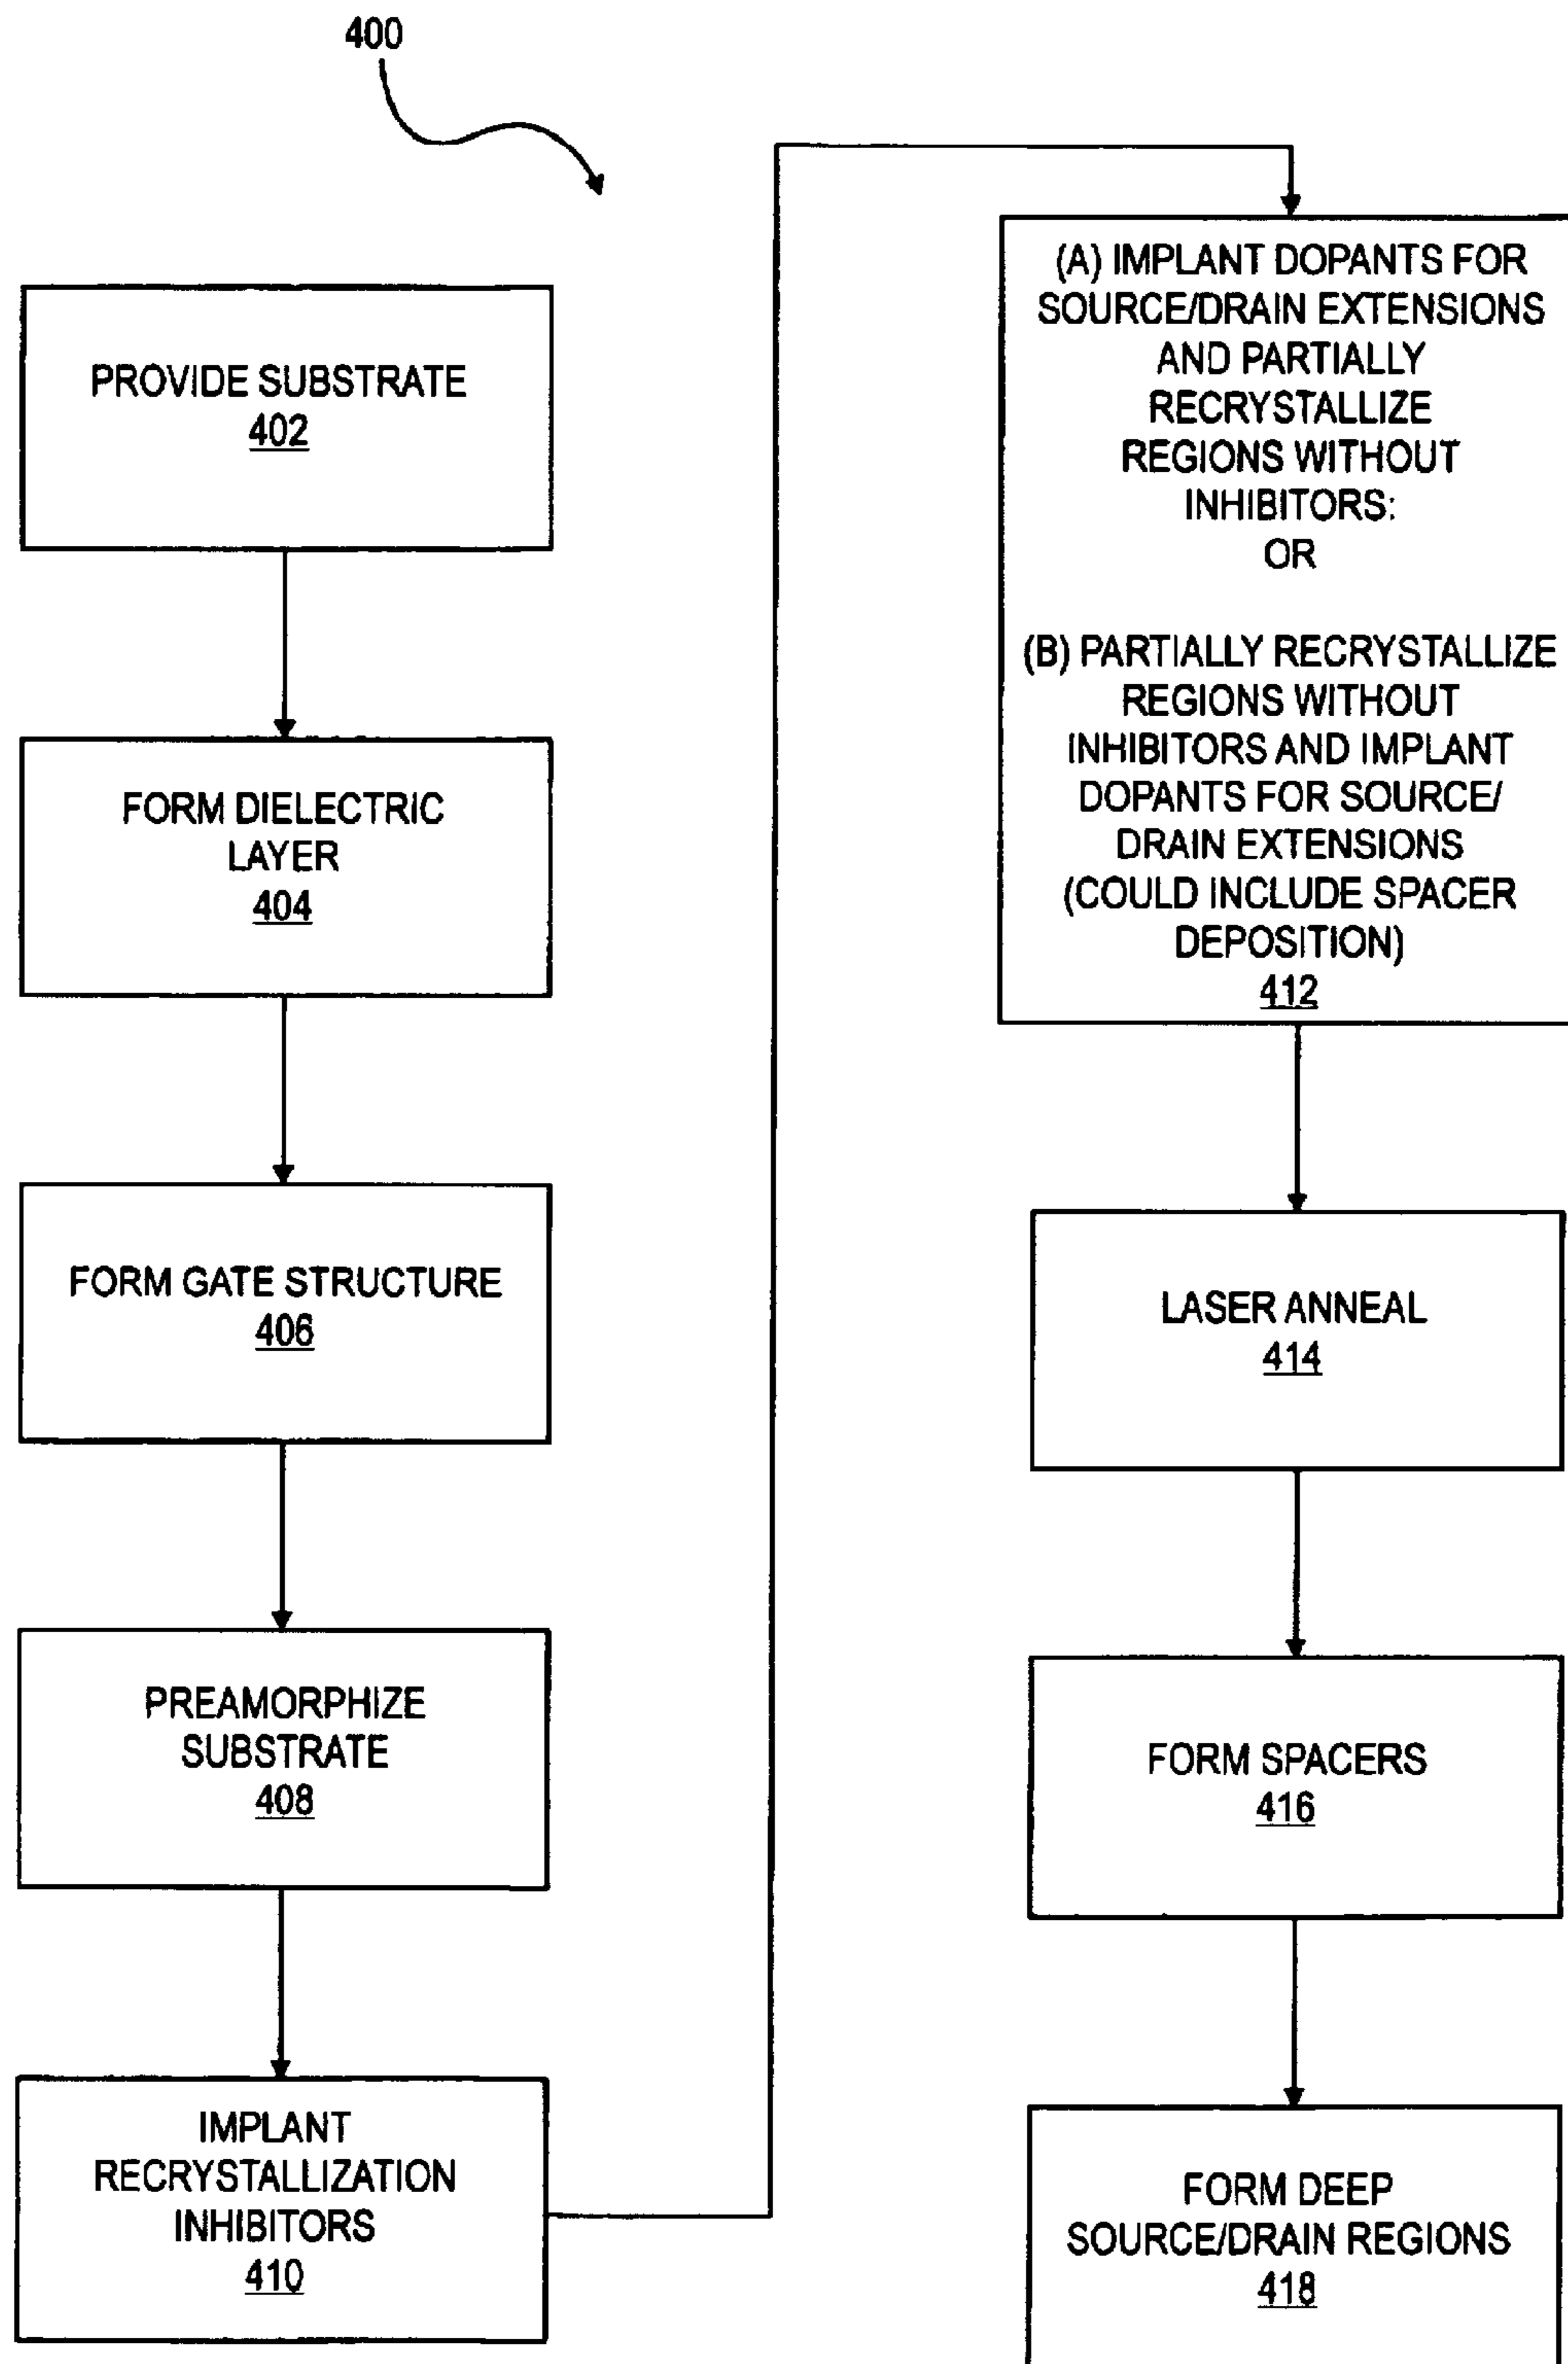 400
PROVIDE SUBSTRATE
402
FORM DIELECTRIC
LAYER
404
FORM GATE STRUCTURE
406
PREAMORPHIZE
SUBSTRATE
408
IMPLANT
RECRYSTALLIZATION
INHIBITORS
410
(A) IMPLANT DOPANTS FOR
SOURCE/DRAIN EXTENSIONS
AND PARTIALLY
RECRYSTALLIZE
REGIONS WITHOUT
INHIBITORS:
OR
(B) PARTIALLY RECRYSTALLIZE
REGIONS WITHOUT
INHIBITORS AND IMPLANT
DOPANTS FOR SOURCE/
DRAIN EXTENSIONS
(COULD INCLUDE SPACER
DEPOSITION)
412
LASER ANNEAL
414
FORM SPACERS
416
FORM DEEP
SOURCE/DRAIN REGIONS
418